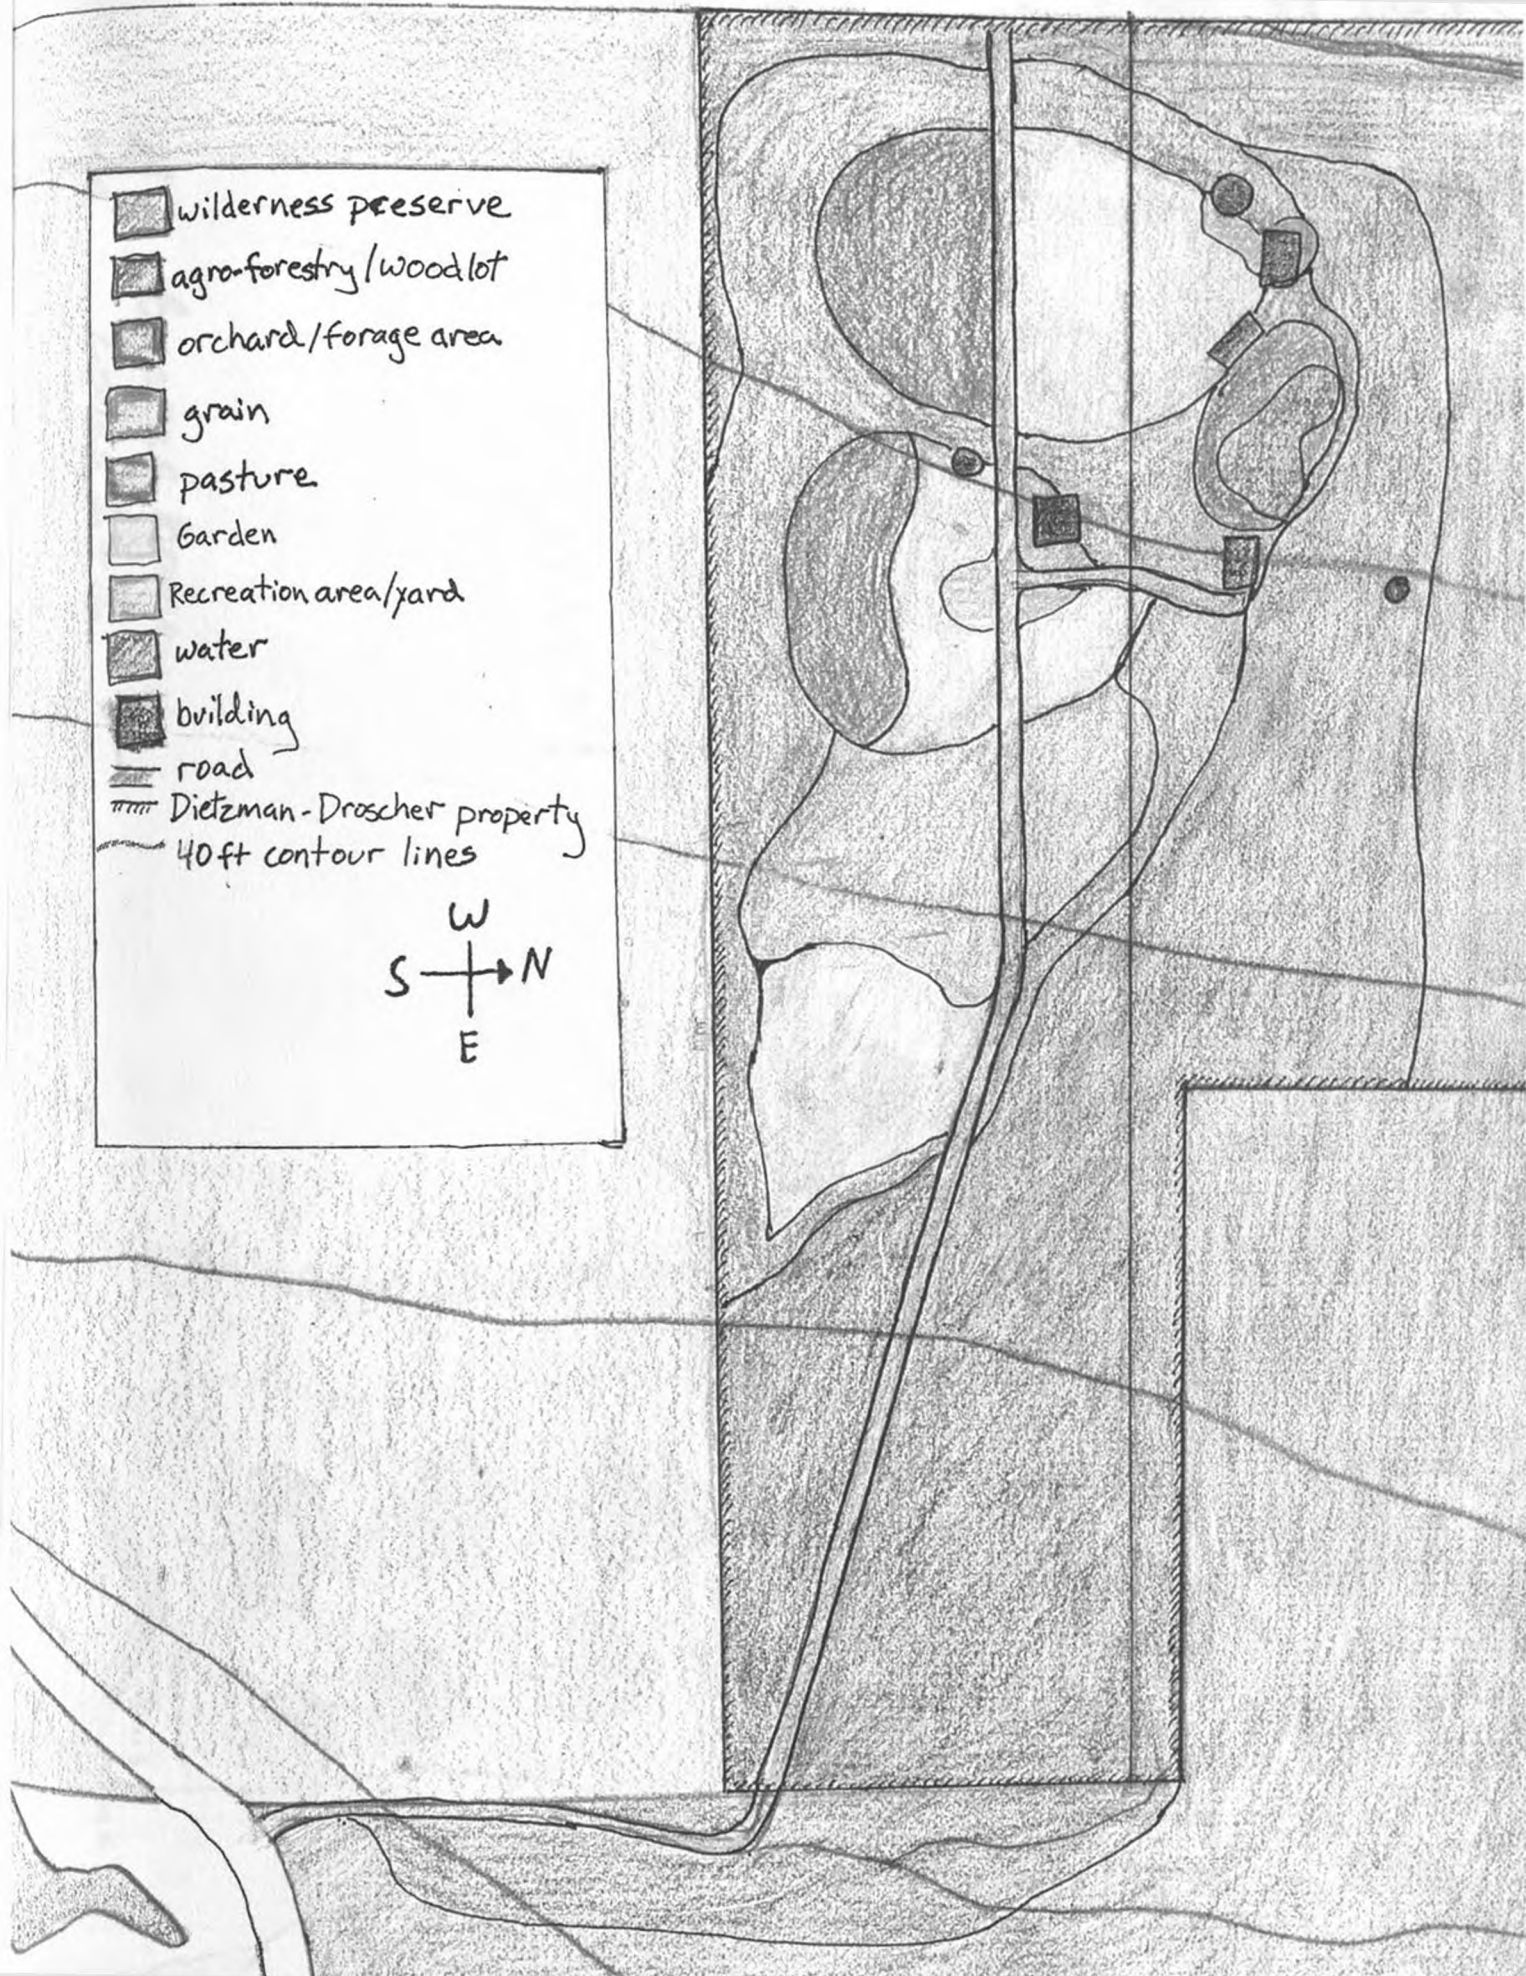 wilderness preserve
agro-forestry/woodlot
orchard/forage area
grain
pasture
Garden
Recreation area/yard
water
building
road
Dietzman-Droscher property
40ft contour lines
W
S N
E